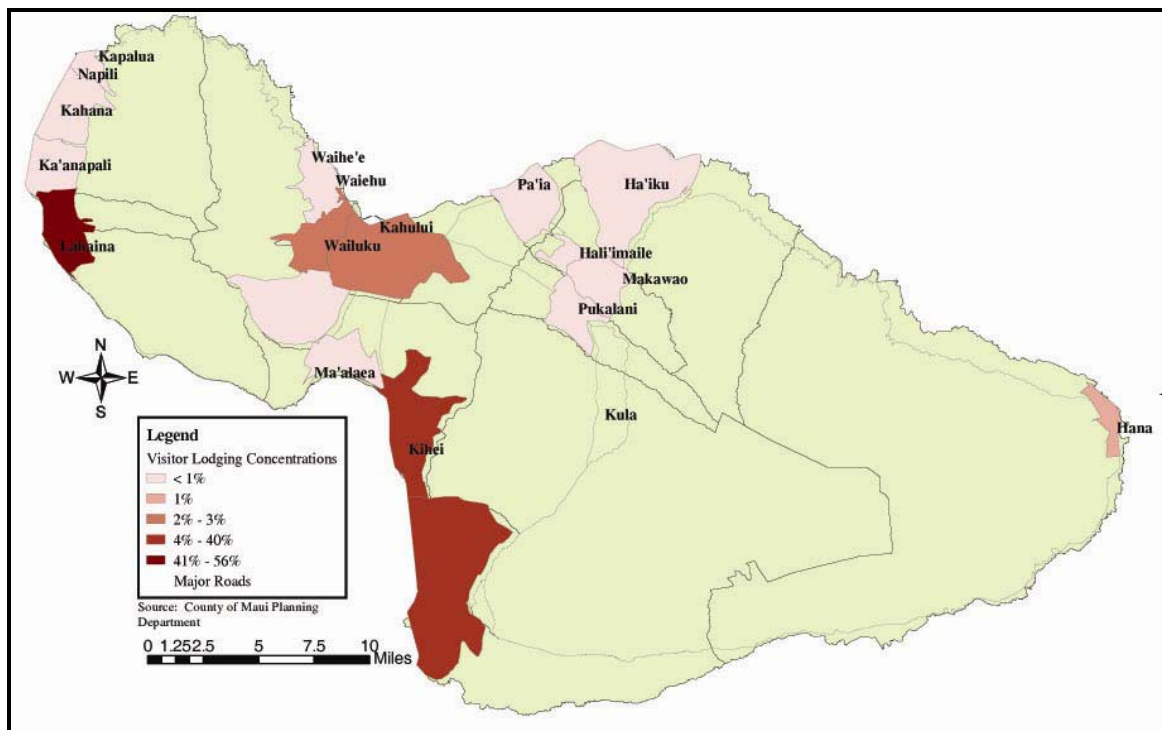 Kapalua
Napili
Kahana
Ka'anapali
Lahaina
Waihe'e
Waiehu
Kahului
Wailuku
Pa'ia
Ha'iku
Hali'imaile
Makawao
Pukalani
Ma'alaea
Kihei
Kula
Hana
N
W E
S
Legend
Visitor Lodging Concentrations
< 1%
1%
2% - 3%
4% - 40%
41% - 56%
Major Roads
Source: County of Maui Planning
Department
0 1.252.5 5 7.5 10
Miles